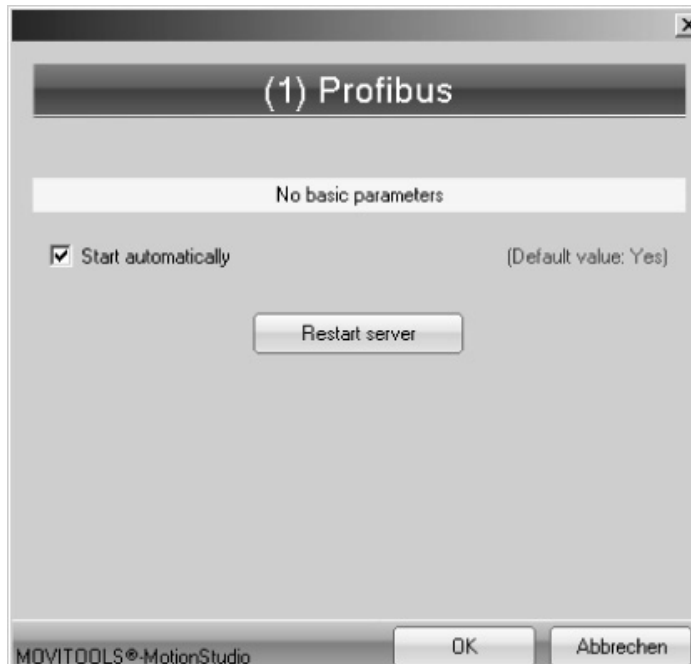 (1) Profibus
No basic parameters
Start automatically (Default value: Yes)
Restart server
MOVITOOLS®-MotionStudio OK Abbrechen